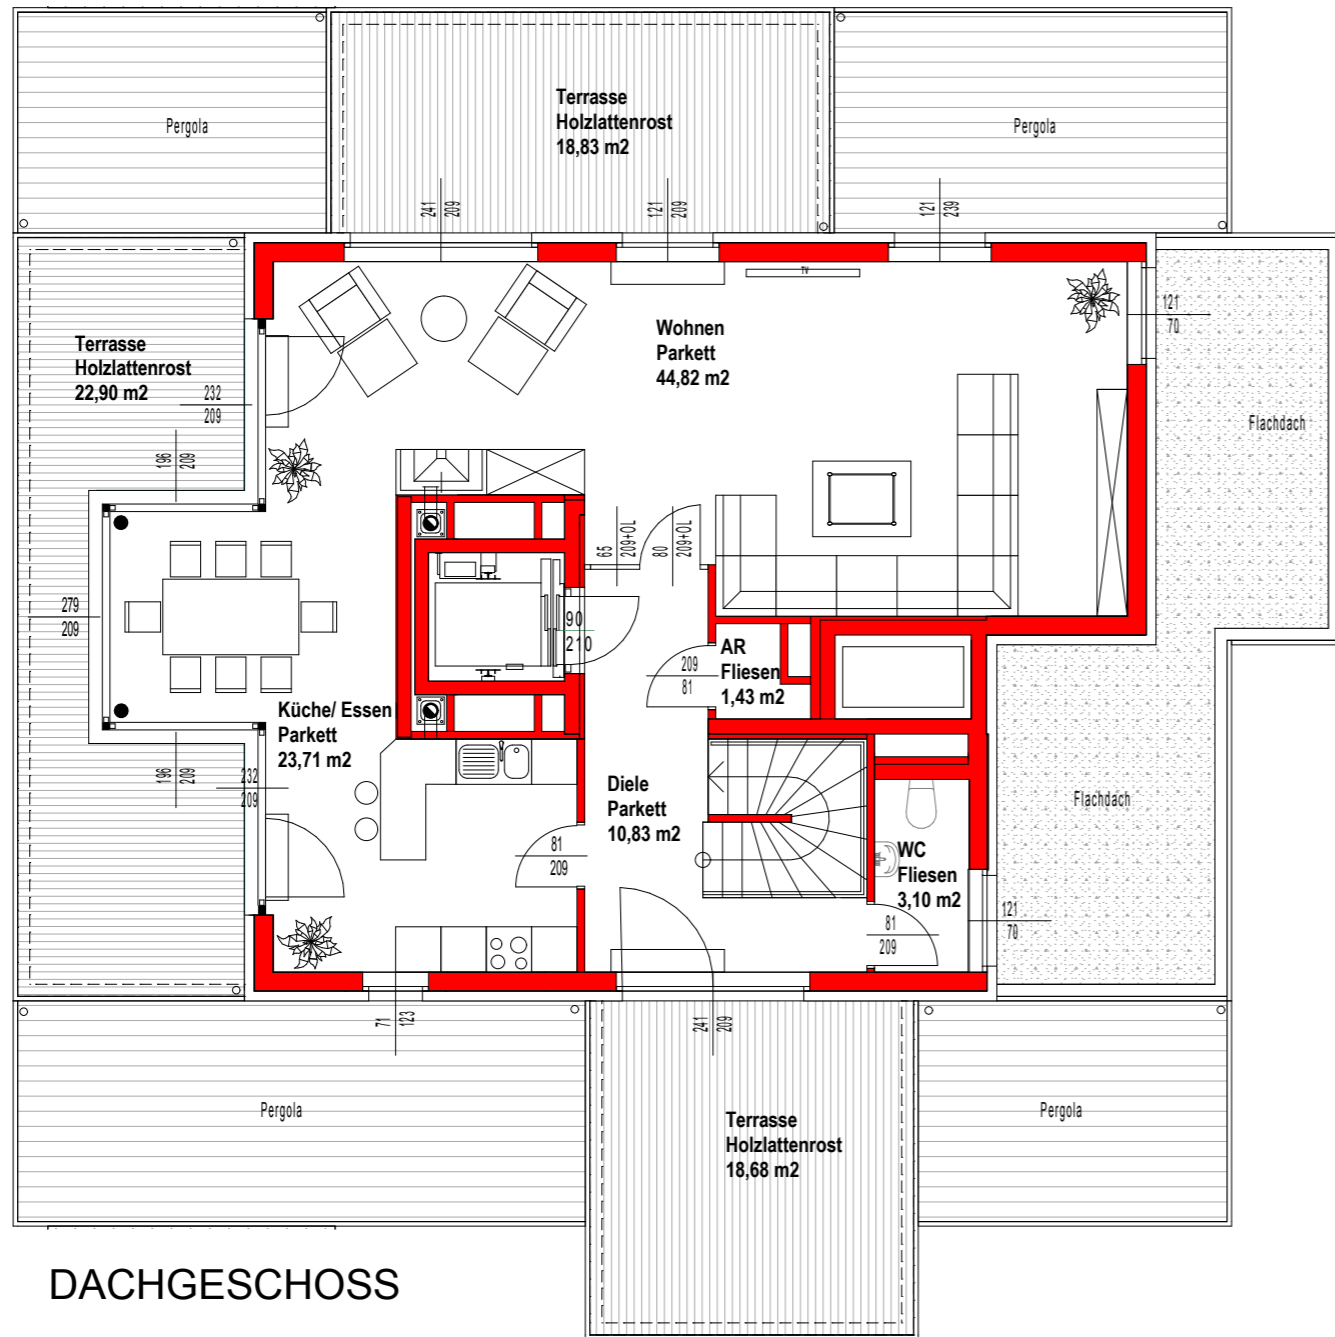 Terrasse
Holzlattenrost
18,83 m2
Pergola
Pergola
241
209
121
209
121
239
Terrasse
Holzlattenrost
22,90 m2
232
209
196
209
TV
Wohnen
Parkett
44,82 m2
121
70
Flachdach
65
209+OL
80
209+OL
279
209
90
210
209
81
AR
Fliesen
1,43 m2
Küche/ Essen
Parkett
23,71 m2
196
209
232
209
Diele
Parkett
10,83 m2
81
209
WC
Fliesen
3,10 m2
81
209
121
70
Flachdach
71
123
241
209
Pergola
Terrasse
Holzlattenrost
18,68 m2
Pergola
DACHGESCHOSS